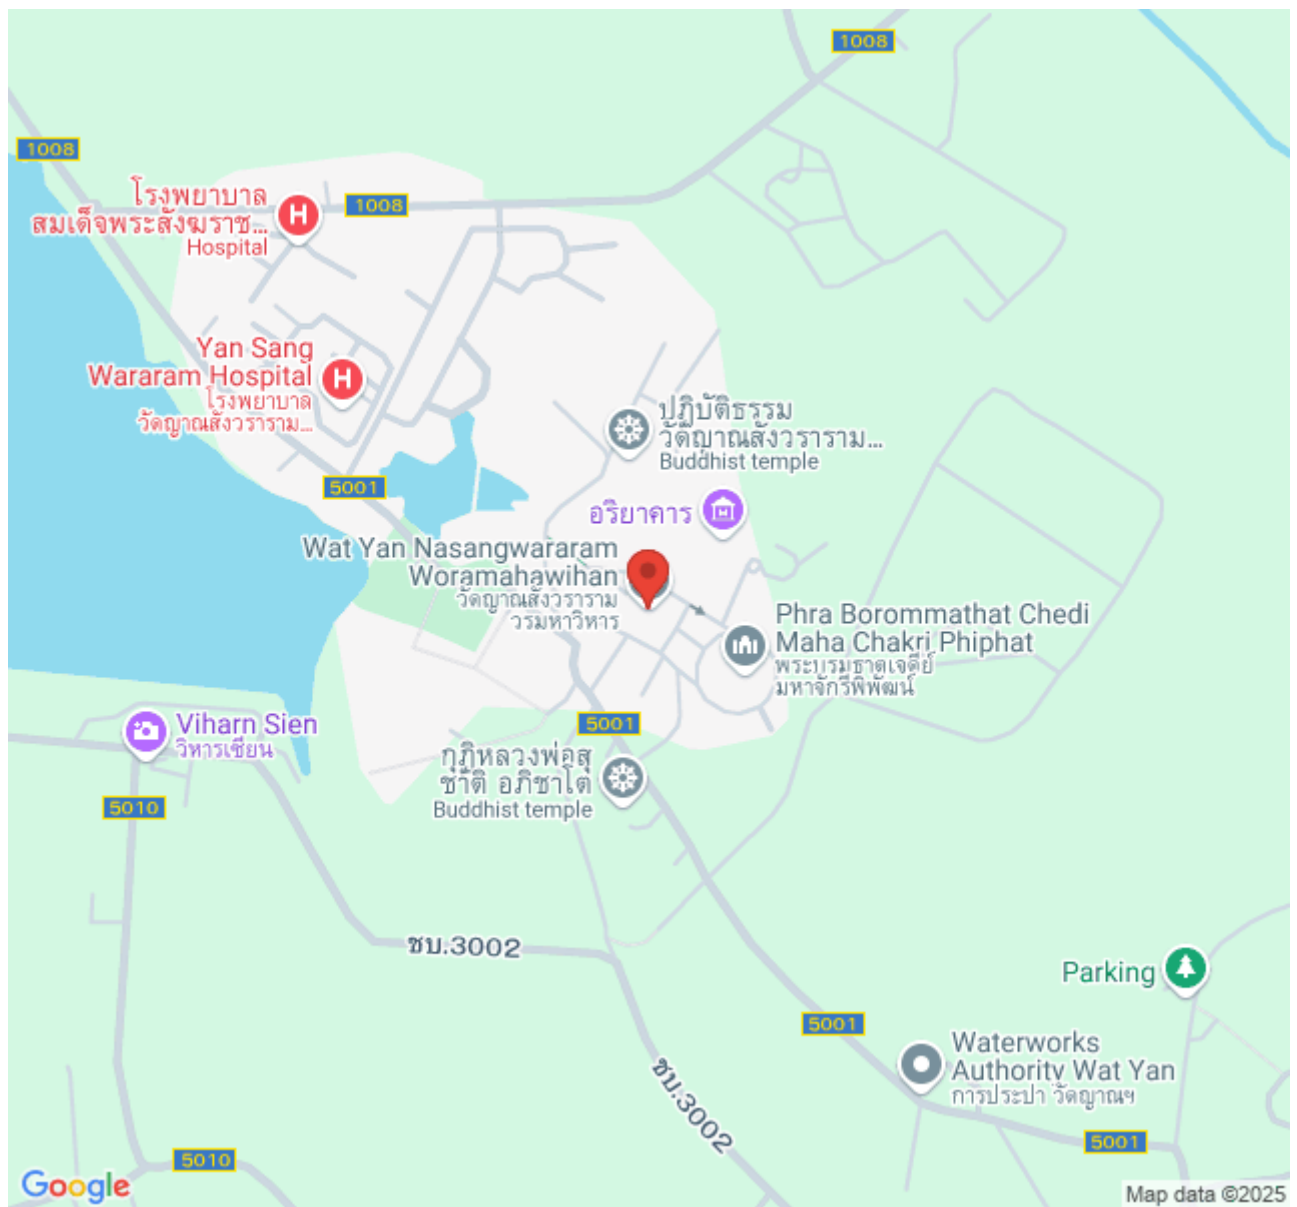 1008
1008
โรงพยาบาล
สมเด็จพระสังฆราช...
Hospital
1008
Yan Sang
Wararam Hospital
โรงพยาบาล
วัดญาณสังวราราม...
ปฏิบัติธรรม
วัดญาณสังวราราม...
Buddhist temple
5001
อริยาคาร
Wat Yan Nasangwararam
Woramahawihan
วัดญาณสังวราราม
วรมหาวิหาร
Phra Borommathat Chedi
Maha Chakri Phiphat
พระบรมธาตุเจดีย์
มหาจักรีพิพัฒน์
Viharn Sien
วิหารเซียน
5001
กุฏิหลวงพ่อสุ
ชาติ อภิชาโต
Buddhist temple
5010
ชบ.3002
Parking
5001
Waterworks
Authority Wat Yan
การประปา วัดญาณฯ
ชบ.3002
5001
5010
Google
Map data ©2025